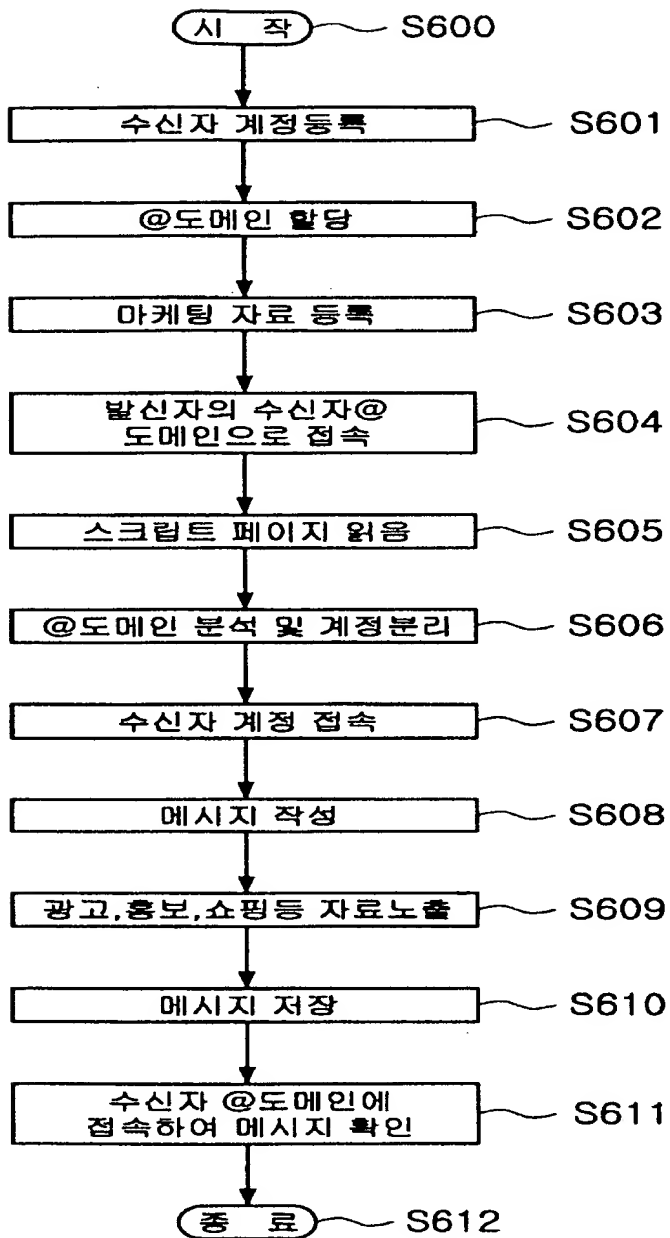 시 작 S600
수신자 계정등록 S601
@도메인 할당 S602
마케팅 자료 등록 S603
발신자의 수신자@
도메인으로 접속 S604
스크립트 페이지 읽음 S605
@도메인 분석 및 계정분리 S606
수신자 계정 접속 S607
메시지 작성 S608
광고,홍보,쇼핑등 자료노출 S609
메시지 저장 S610
수신자 @도메인에
접속하여 메시지 확인 S611
종 료 S612